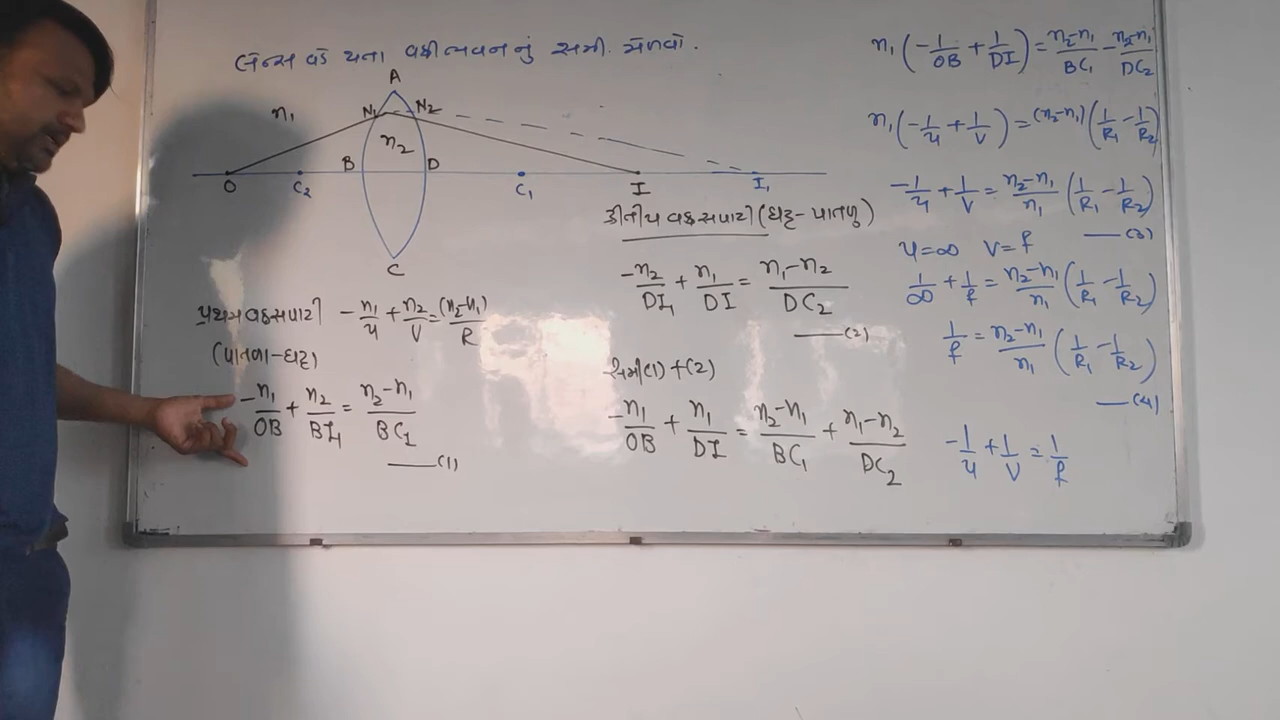 લેન્સ વડે થતા વક્રીભવનનું સમી. મેળવો.
A
n₁ N₁ N₂
n₂
B D
O C₂ C₁ I I₁
C
પ્રથમ વક્રસપાટી -n₁/u + n₂/v = (n₂-n₁)/R
(પાતળા-ઘટ્ટ)
-n₁/OB + n₂/BI₁ = n₂-n₁/BC₁
——(1)
દ્વીતીય વક્રસપાટી (ઘટ્ટ-પાતળુ)
-n₂/DI₁ + n₁/DI = n₁-n₂/DC₂
——(2)
સમી(1)+(2)
-n₁/OB + n₁/DI = n₂-n₁/BC₁ + n₁-n₂/DC₂
n₁(-1/OB + 1/DI) = n₂-n₁/BC₁ - n₂-n₁/DC₂
n₁(-1/u + 1/v) = (n₂-n₁)(1/R₁ - 1/R₂)
-1/u + 1/v = n₂-n₁/n₁ (1/R₁ - 1/R₂)
——(3)
u=∞ v=f
1/∞ + 1/f = n₂-n₁/n₁ (1/R₁ - 1/R₂)
1/f = n₂-n₁/n₁ (1/R₁ - 1/R₂)
——(4)
-1/u + 1/v = 1/f